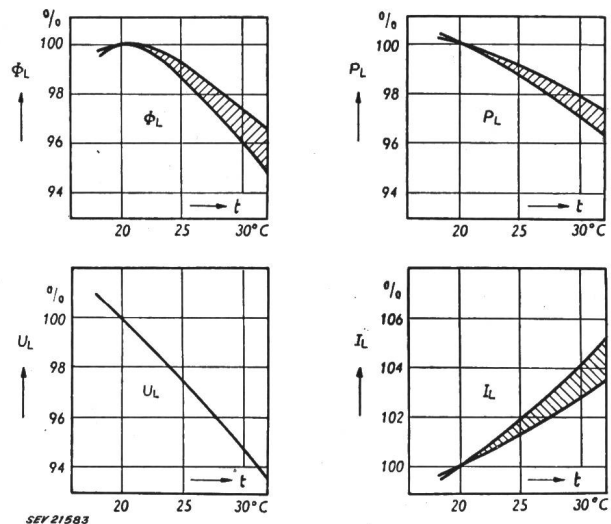 %
100
Φ_L
98
Φ_L
96
94
t
20 25 30°C
%
100
P_L
98
P_L
96
94
t
20 25 30°C
%
100
U_L
98
U_L
96
94
t
20 25 30°C
%
106
I_L
104
I_L
102
100
t
20 25 30°C
SEV 21583